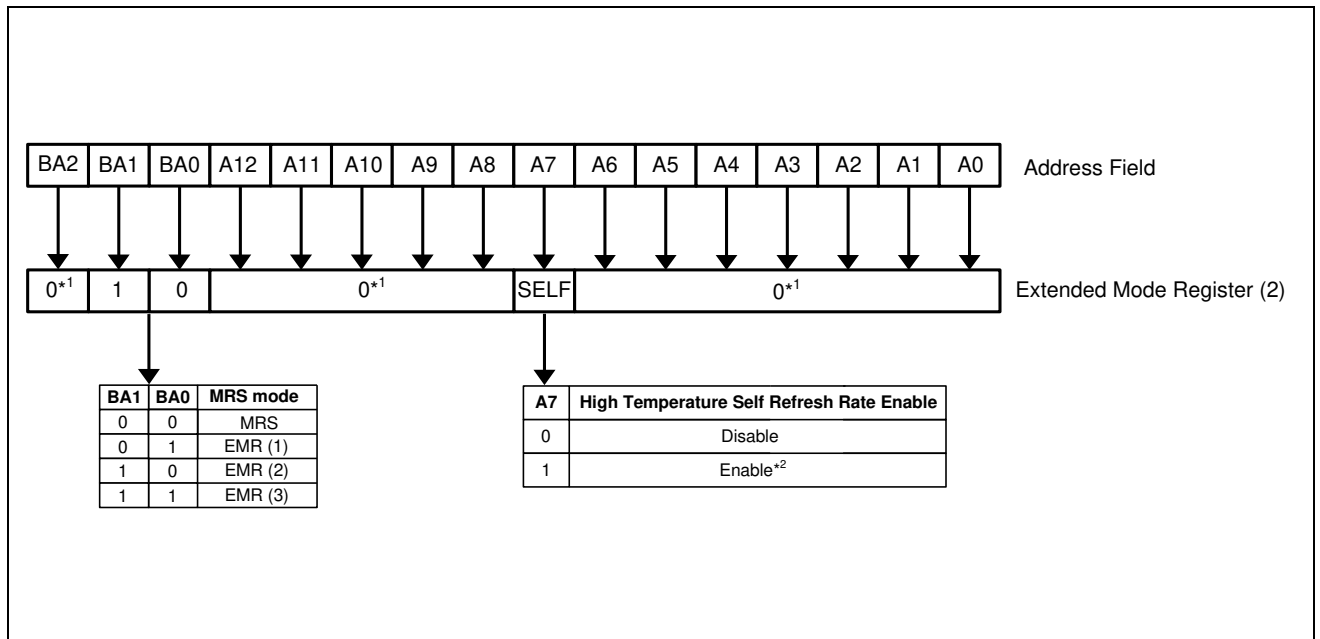 BA2 BA1 BA0 A12 A11 A10 A9 A8 A7 A6 A5 A4 A3 A2 A1 A0 Address Field
0*1 1 0 0*1 SELF 0*1 Extended Mode Register (2)
BA1 BA0 MRS mode
0 0 MRS
0 1 EMR (1)
1 0 EMR (2)
1 1 EMR (3)
A7 High Temperature Self Refresh Rate Enable
0 Disable
1 Enable*2